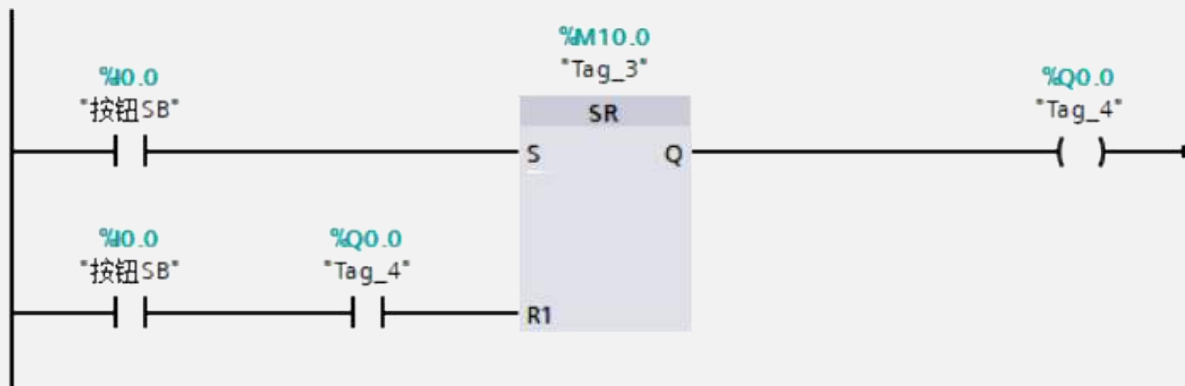 %M10.0
"Tag_3"
%I0.0
"按钮SB"
%Q0.0
"Tag_4"
SR
S
Q
%I0.0
"按钮SB"
%Q0.0
"Tag_4"
R1